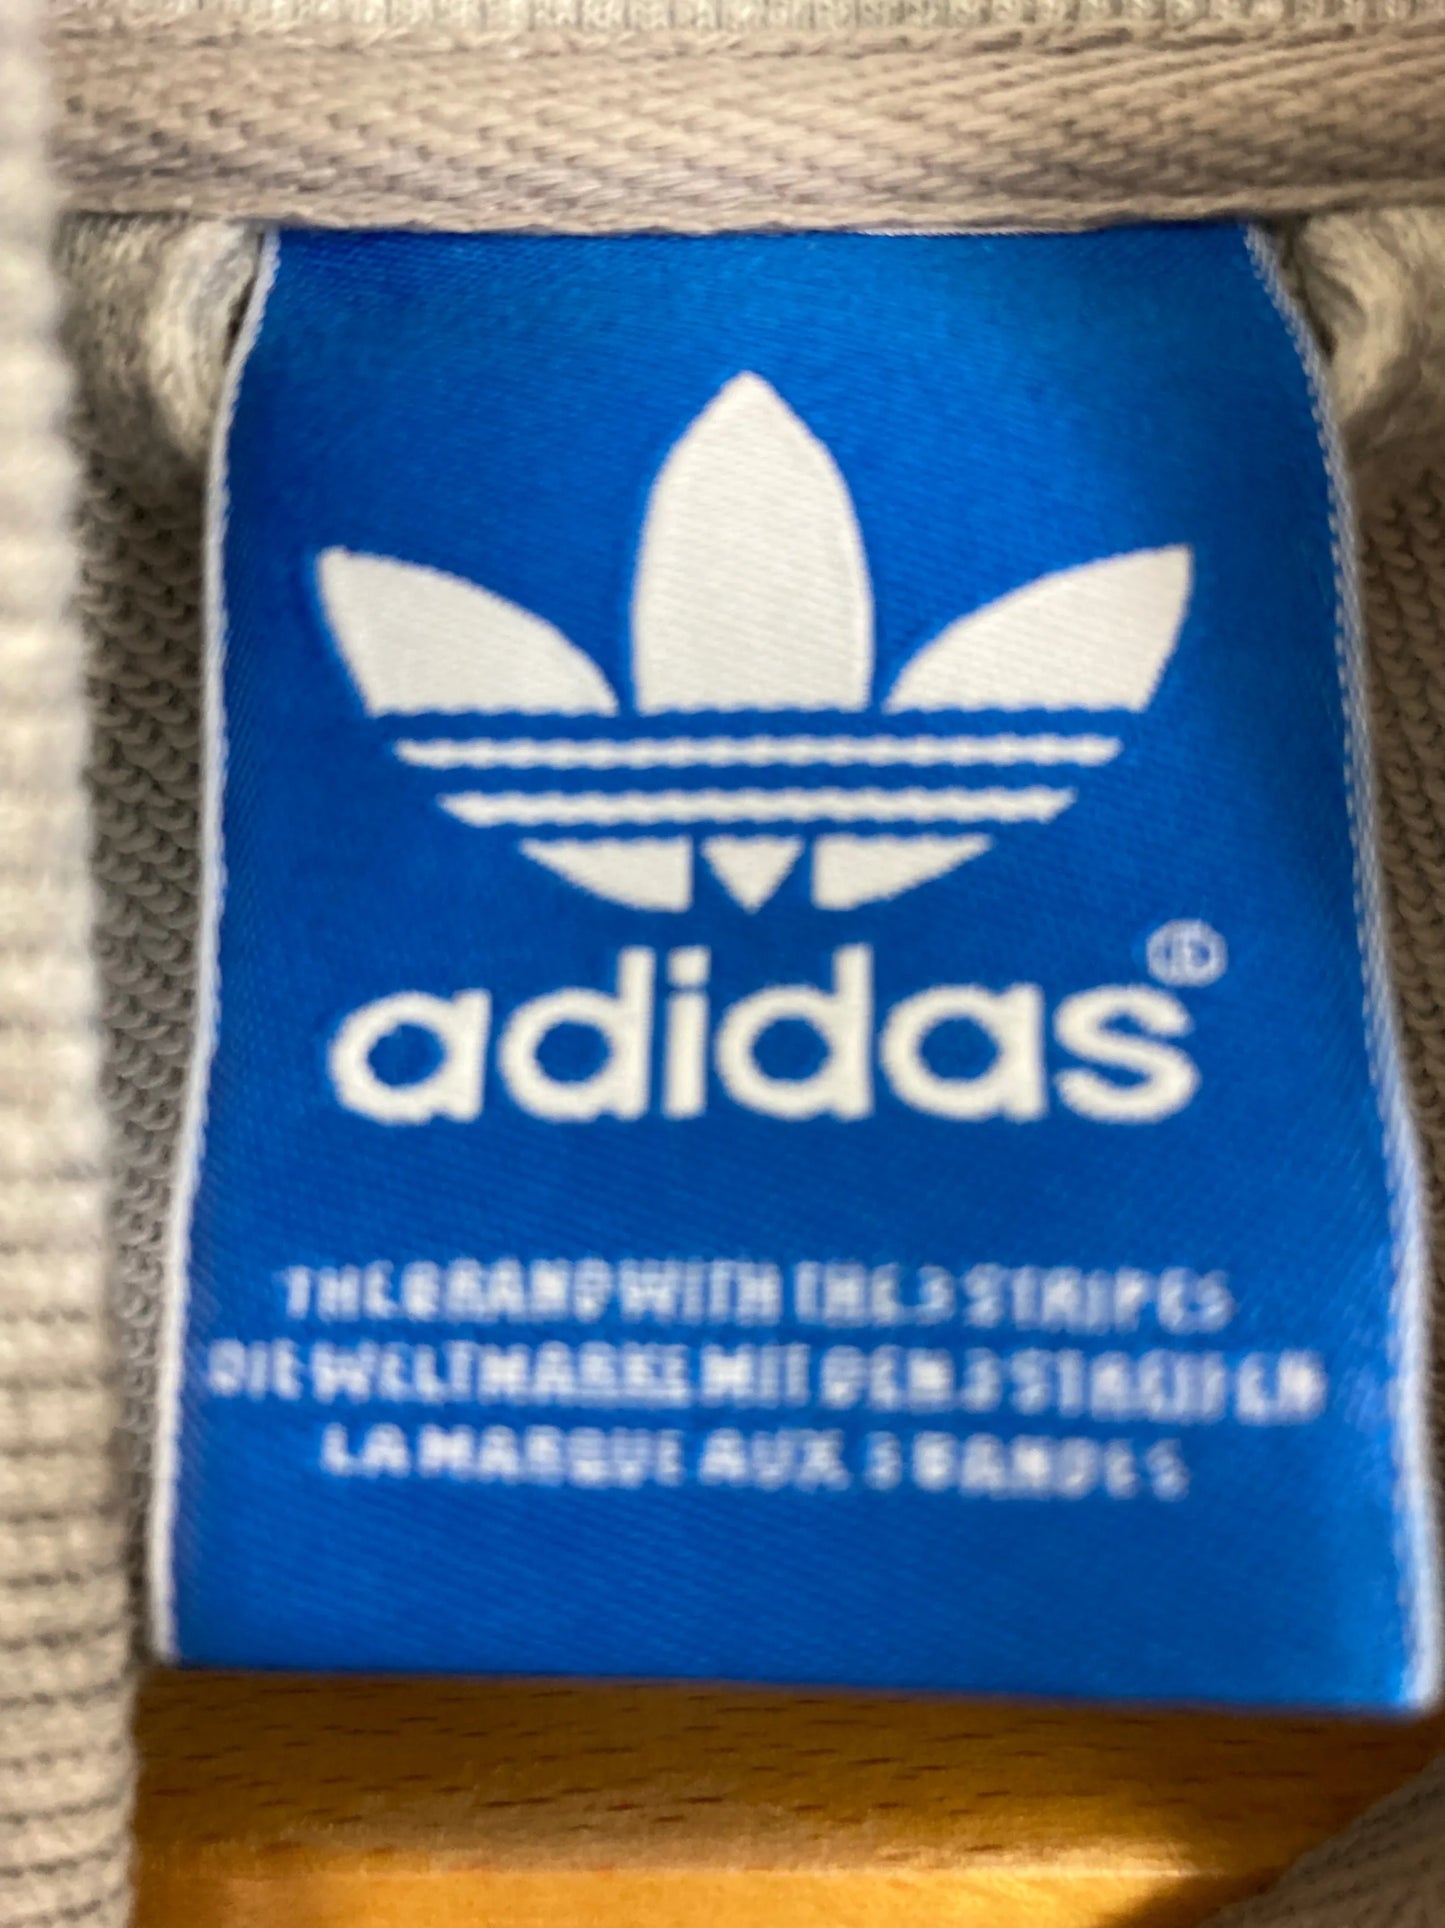 adidas®
THE BRAND WITH THE 3 STRIPES
DIE WELTMARKE MIT DEN 3 STREIFEN
LA MARQUE AUX 3 BANDES